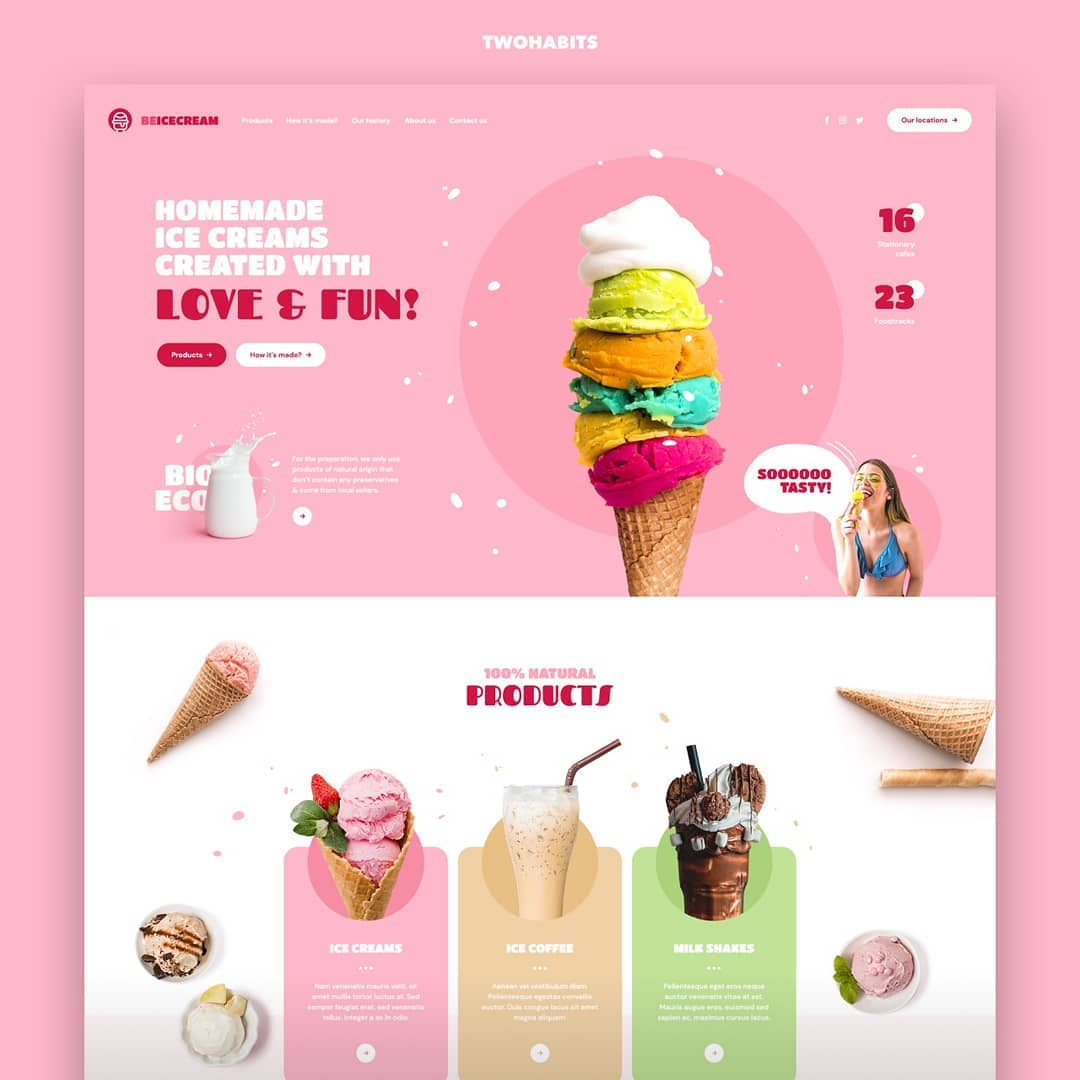 TWOHABITS
BEICECREAM
Products How it's made? Our history About us Contact us
Our locations →
HOMEMADE
ICE CREAMS
CREATED WITH
LOVE & FUN!
Products →
How it's made? →
16
Stationary
cafes
23
Foodtracks
BIO
ECO
For the preparation, we only use
products of natural origin that
don't contain any preservatives
& come from local sellers.
SOOOOOO
TASTY!
100% NATURAL
PRODUCTS
ICE CREAMS
Nam venenatis mauris velit, sit
amet mollis tortor luctus at. Sed
semper feugiat erat, sed venenatis
tellus. Integer a ex in odio.
ICE COFFEE
Aenean vel vestibulum diam.
Pellentesque egestas convallis
auctor. Duis congue lacus sit amet
magna aliquam.
MILK SHAKES
Pellentesque eget eros neque
auctor venenatis vitae at est.
Mauris augue eros, euismod sed
sapien ac, maximus cursus lacus.